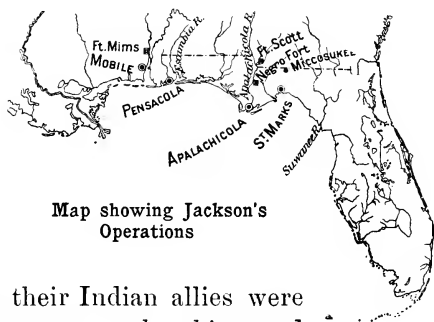 Ft. Mims
MOBILE
Escambia R.
PENSACOLA
Apalachicola R.
Ft. Scott
Negro Fort
MICCOSUKEE
APALACHICOLA
ST. MARKS
Suwanee R.
Map showing Jackson's
Operations
their Indian allies were